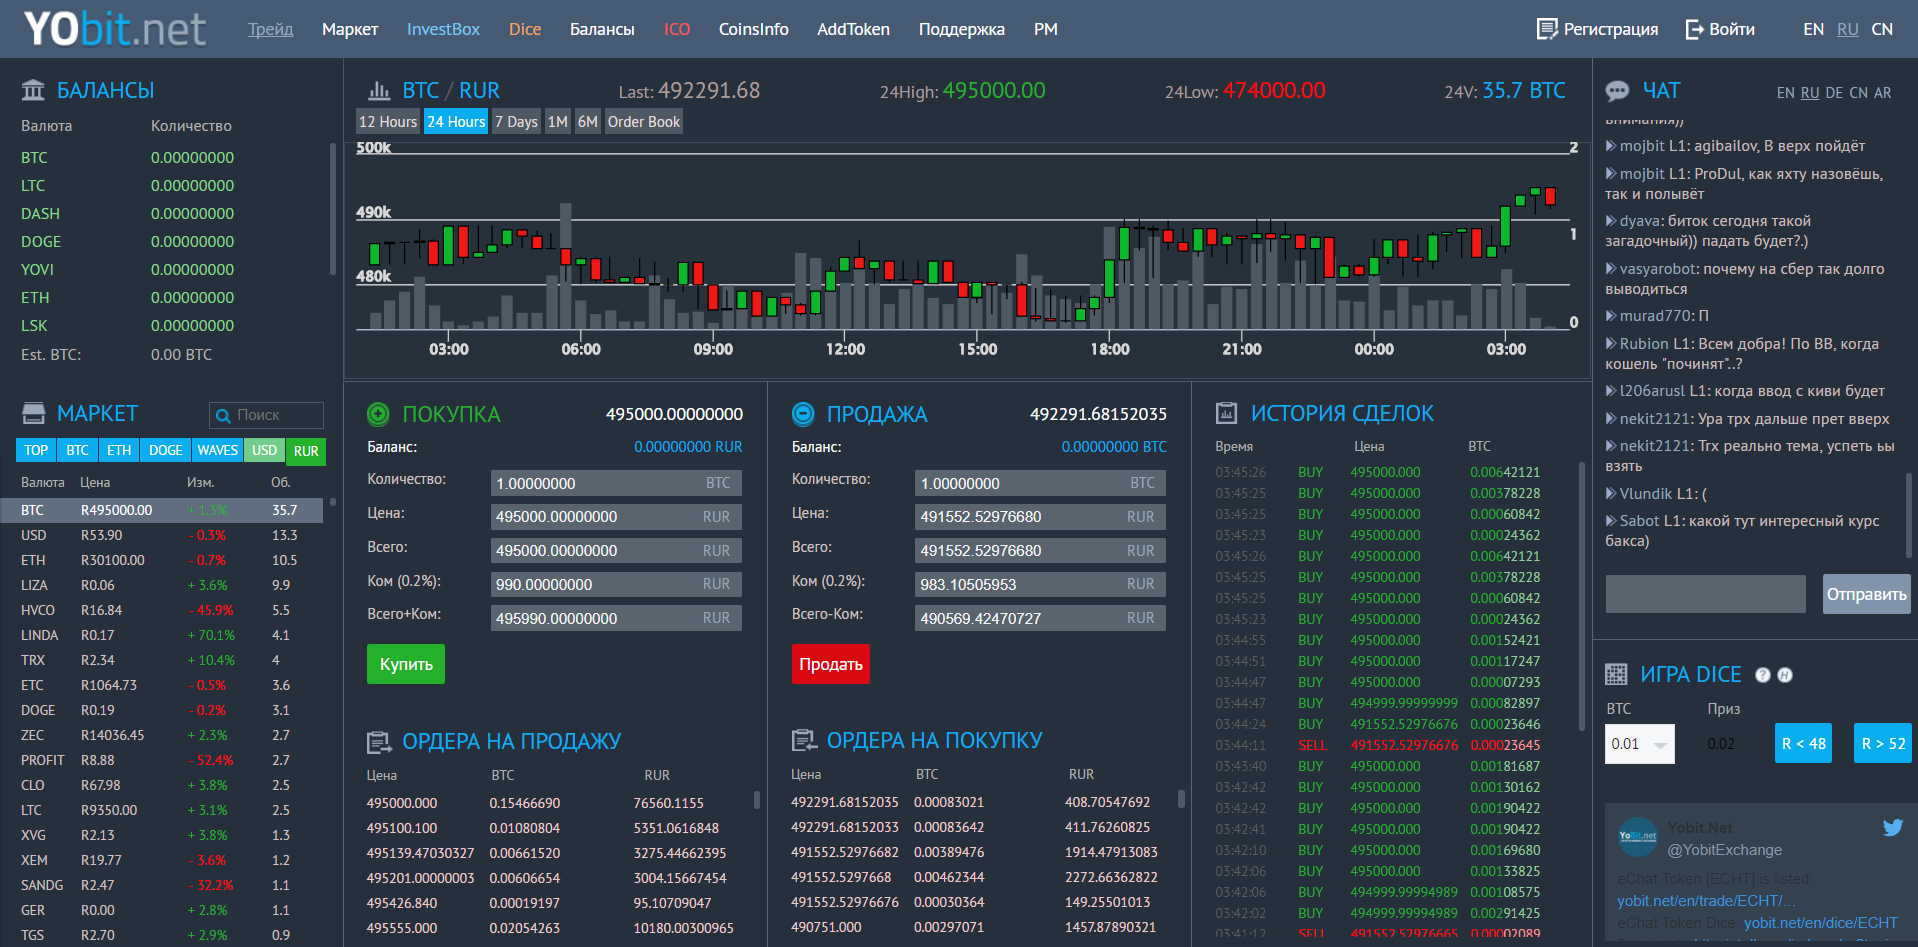 YObit.net
Трейд Маркет InvestBox Dice Балансы ICO CoinsInfo AddToken Поддержка PM
Регистрация Войти EN RU CN
БАЛАНСЫ
Валюта Количество
BTC 0.00000000
LTC 0.00000000
DASH 0.00000000
DOGE 0.00000000
YOVI 0.00000000
ETH 0.00000000
LSK 0.00000000
Est. BTC: 0.00 BTC
МАРКЕТ Поиск
TOP BTC ETH DOGE WAVES USD RUR
Валюта Цена Изм. Об.
BTC R495000.00 + 1.3% 35.7
USD R53.90 - 0.3% 13.3
ETH R30100.00 - 0.7% 10.5
LIZA R0.06 + 3.6% 9.9
HVCO R16.84 - 45.9% 5.5
LINDA R0.17 + 70.1% 4.1
TRX R2.34 + 10.4% 4
ETC R1064.73 - 0.5% 3.6
DOGE R0.19 - 0.2% 3.1
ZEC R14036.45 + 2.3% 2.7
PROFIT R8.88 - 52.4% 2.7
CLO R67.98 + 3.8% 2.5
LTC R9350.00 + 3.1% 2.5
XVG R2.13 + 3.8% 1.3
XEM R19.77 - 3.6% 1.2
SANDG R2.47 - 32.2% 1.1
GER R0.00 + 2.8% 1.1
TGS R2.70 + 2.9% 0.9
BTC / RUR Last: 492291.68 24High: 495000.00 24Low: 474000.00 24V: 35.7 BTC
12 Hours 24 Hours 7 Days 1M 6M Order Book
500k 2
490k 1
480k
0
03:00 06:00 09:00 12:00 15:00 18:00 21:00 00:00 03:00
ПОКУПКА 495000.00000000
Баланс: 0.00000000 RUR
Количество: 1.00000000 BTC
Цена: 495000.00000000 RUR
Всего: 495000.00000000 RUR
Ком (0.2%): 990.00000000 RUR
Всего+Ком: 495990.00000000 RUR
Купить
ОРДЕРА НА ПРОДАЖУ
Цена BTC RUR
495000.000 0.15466690 76560.1155
495100.100 0.01080804 5351.0616848
495139.47030327 0.00661520 3275.44662395
495201.00000003 0.00606654 3004.15667454
495426.840 0.00019197 95.10709047
495555.000 0.02054263 10180.00300965
ПРОДАЖА 492291.68152035
Баланс: 0.00000000 BTC
Количество: 1.00000000 BTC
Цена: 491552.52976680 RUR
Всего: 491552.52976680 RUR
Ком (0.2%): 983.10505953 RUR
Всего-Ком: 490569.42470727 RUR
Продать
ОРДЕРА НА ПОКУПКУ
Цена BTC RUR
492291.68152035 0.00083021 408.70547692
492291.68152033 0.00083642 411.76260825
491552.52976682 0.00389476 1914.47913083
491552.5297668 0.00462344 2272.66362822
491552.52976676 0.00030364 149.25501013
490751.000 0.00297071 1457.87890321
ИСТОРИЯ СДЕЛОК
Время Цена BTC
03:45:26 BUY 495000.000 0.00642121
03:45:25 BUY 495000.000 0.00378228
03:45:25 BUY 495000.000 0.00060842
03:45:23 BUY 495000.000 0.00024362
03:45:26 BUY 495000.000 0.00642121
03:45:25 BUY 495000.000 0.00378228
03:45:25 BUY 495000.000 0.00060842
03:45:23 BUY 495000.000 0.00024362
03:44:55 BUY 495000.000 0.00152421
03:44:51 BUY 495000.000 0.00117247
03:44:47 BUY 495000.000 0.00007293
03:44:47 BUY 494999.99999999 0.00082897
03:44:24 BUY 491552.52976676 0.00023646
03:44:11 SELL 491552.52976676 0.00023645
03:43:40 BUY 495000.000 0.00181687
03:42:42 BUY 495000.000 0.00130162
03:42:42 BUY 495000.000 0.00190422
03:42:41 BUY 495000.000 0.00190422
03:42:10 BUY 495000.000 0.00169680
03:42:06 BUY 495000.000 0.00133825
03:42:06 BUY 494999.99994989 0.00108575
03:42:02 BUY 494999.99994989 0.00291425
03:41:12 SELL 491552.52976665 0.00002089
ЧАТ EN RU DE CN AR
внимания))
mojbit L1: agibailov, В верх пойдёт
mojbit L1: ProDul, как яхту назовёшь,
так и полывёт
dyava: биток сегодня такой
загадочный)) падать будет?.)
vasyarobot: почему на сбер так долго
выводиться
murad770: П
Rubion L1: Всем добра! По ВВ, когда
кошель "починят"..?
l206arusl L1: когда ввод с киви будет
nekit2121: Ура трх дальше прет вверх
nekit2121: Трх реально тема, успеть ьы
взять
Vlundik L1: (
Sabot L1: какой тут интересный курс
бакса)
Отправить
ИГРА DICE ? H
BTC Приз
0.01 0.02 R < 48 R > 52
YoBit.net Yobit.Net
@YobitExchange
eChat Token [ECHT] is listed:
yobit.net/en/trade/ECHT/…
eChat Token Dice: yobit.net/en/dice/ECHT